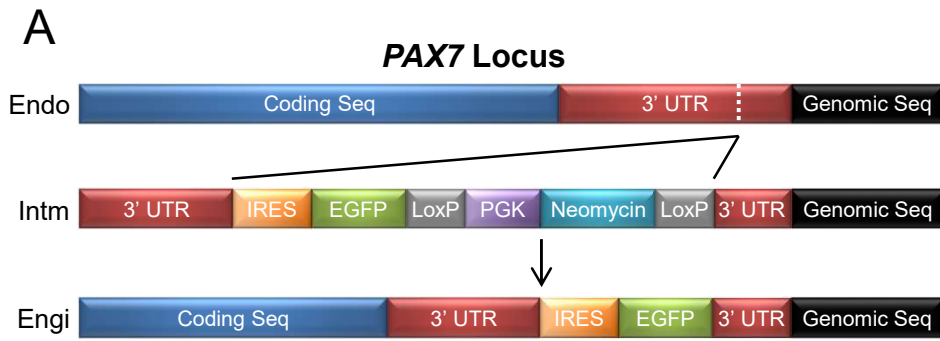 A
PAX7 Locus
Endo Coding Seq 3' UTR Genomic Seq
Intm 3' UTR IRES EGFP LoxP PGK Neomycin LoxP 3' UTR Genomic Seq
Engi Coding Seq 3' UTR IRES EGFP 3' UTR Genomic Seq